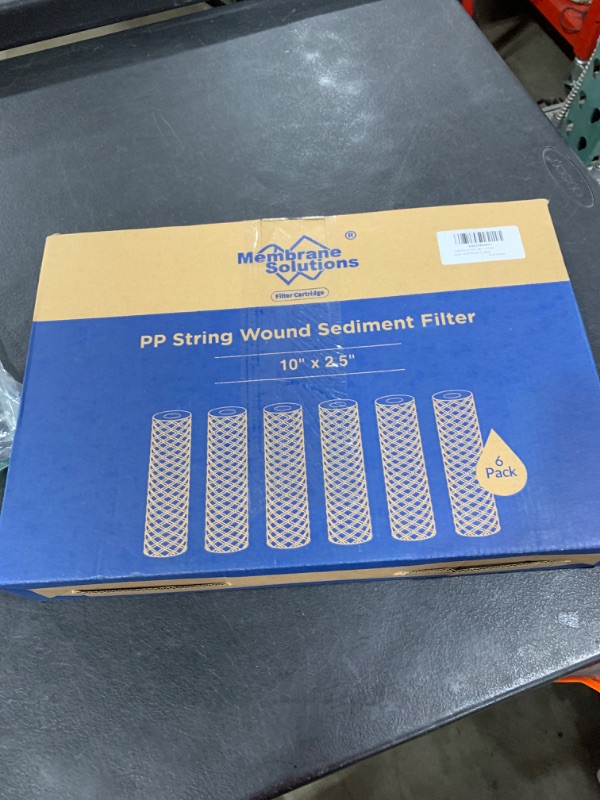 Membrane
Solutions
®
Filter Cartridge
PP String Wound Sediment Filter
10" x 2.5"
6
Pack